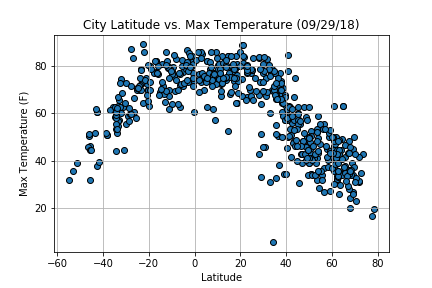 City Latitude vs. Max Temperature (09/29/18)
Max Temperature (F)
80
60
40
20
−60 −40 −20 0 20 40 60 80
Latitude